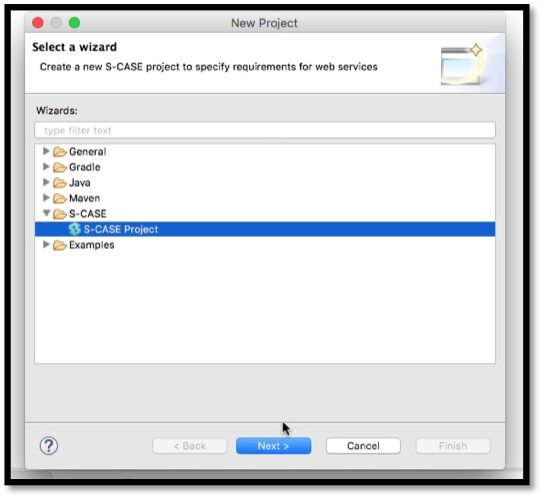 New Project
Select a wizard
Create a new S-CASE project to specify requirements for web services
Wizards:
type filter text
General
Gradle
Java
Maven
S-CASE
S-CASE Project
Examples
?
< Back
Next >
Cancel
Finish